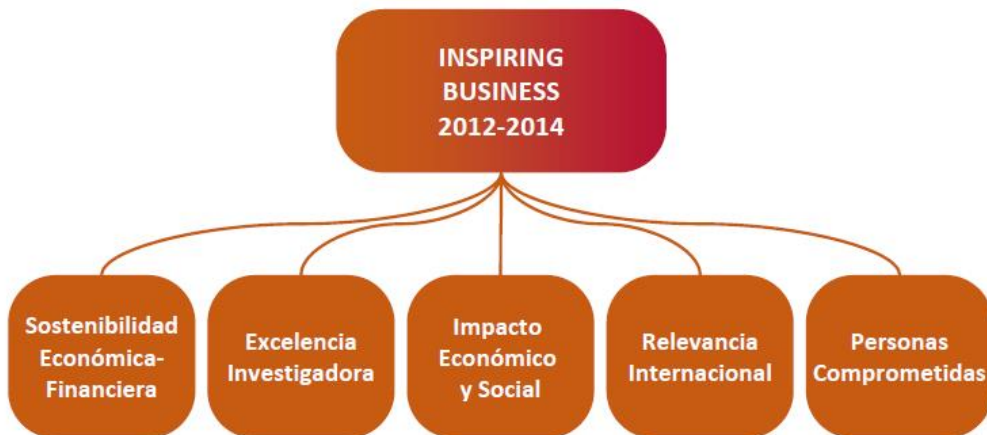 INSPIRING
BUSINESS
2012-2014
Sostenibilidad
Económica-
Financiera
Excelencia
Investigadora
Impacto
Económico
y Social
Relevancia
Internacional
Personas
Comprometidas